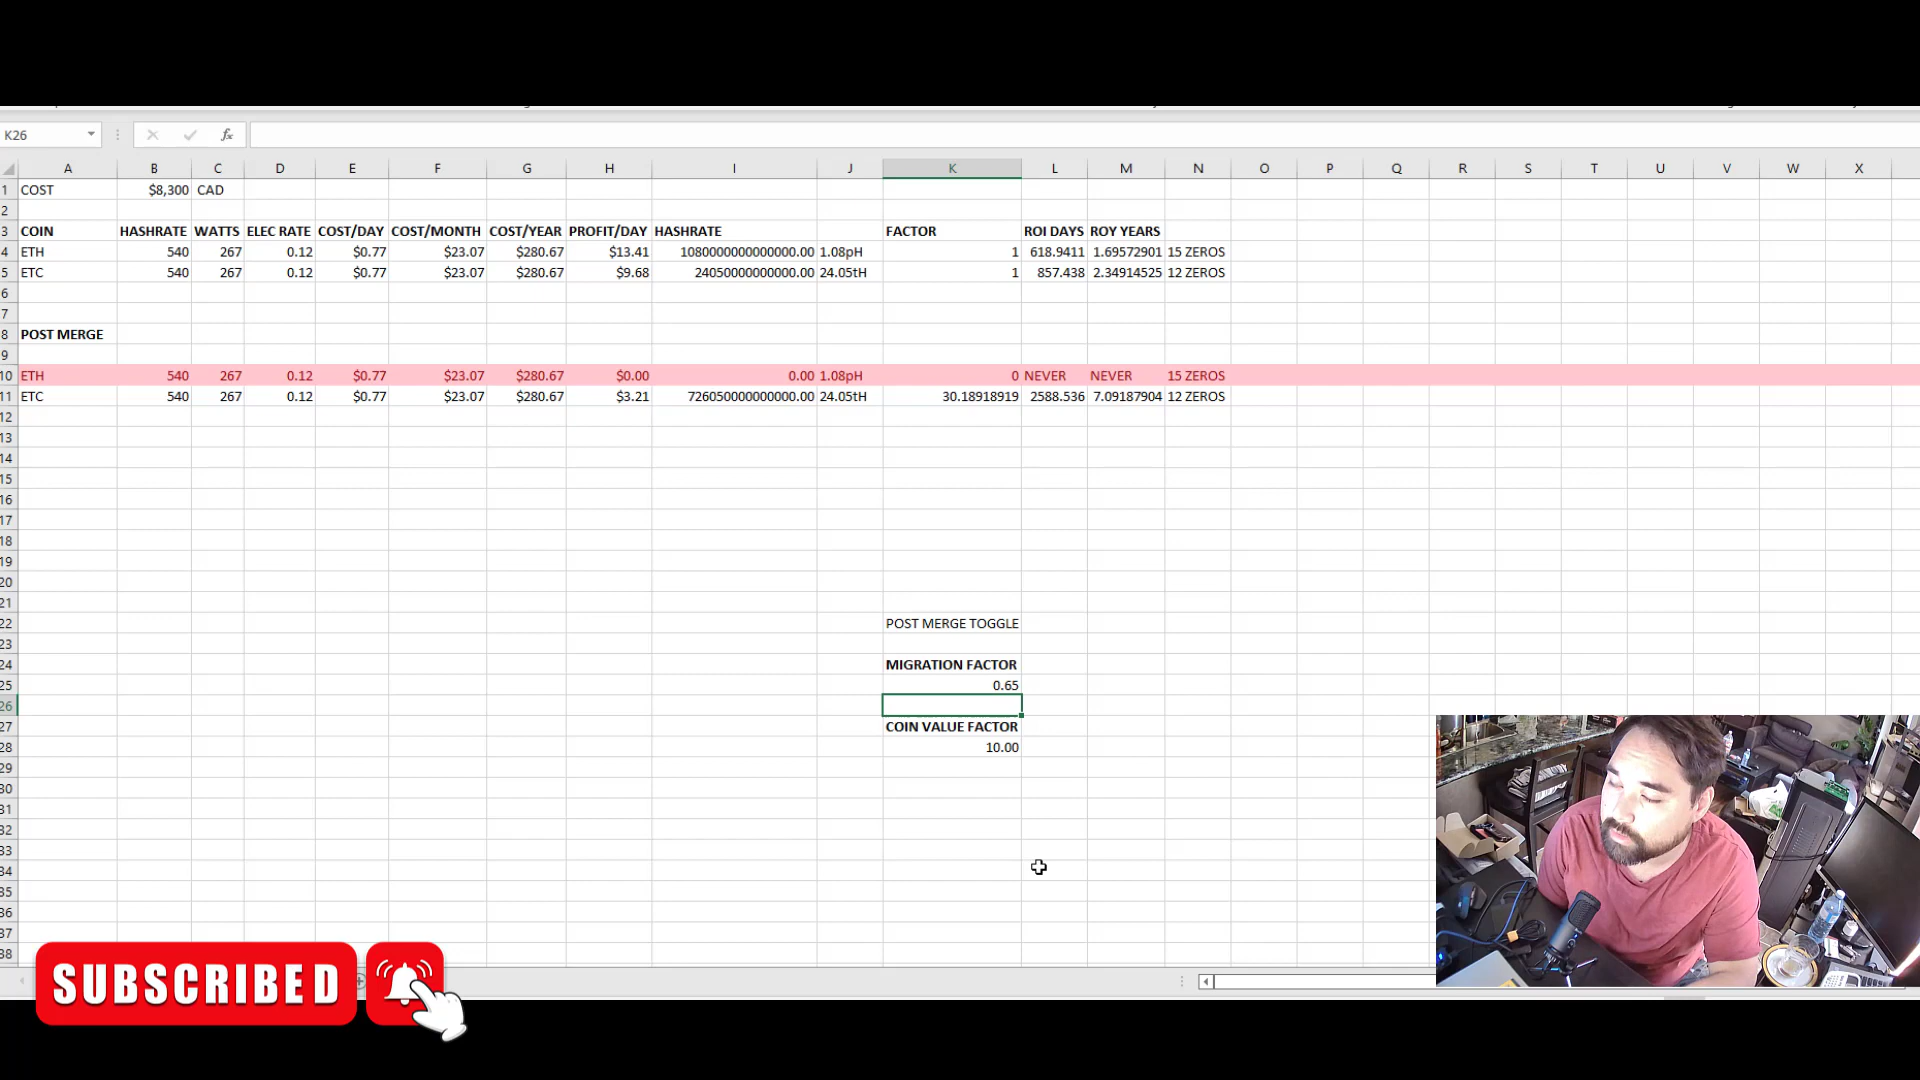 K26
fx
A B C D E F G H I J K L M N O P Q R S T U V W X
1 COST $8,300 CAD
2
3 COIN HASHRATE WATTS ELEC RATE COST/DAY COST/MONTH COST/YEAR PROFIT/DAY HASHRATE FACTOR ROI DAYS ROY YEARS
4 ETH 540 267 0.12 $0.77 $23.07 $280.67 $13.41 1080000000000000.00 1.08pH 1 618.9411 1.69572901 15 ZEROS
5 ETC 540 267 0.12 $0.77 $23.07 $280.67 $9.68 24050000000000.00 24.05tH 1 857.438 2.34914525 12 ZEROS
6
7
8 POST MERGE
9
10 ETH 540 267 0.12 $0.77 $23.07 $280.67 $0.00 0.00 1.08pH 0 NEVER NEVER 15 ZEROS
11 ETC 540 267 0.12 $0.77 $23.07 $280.67 $3.21 726050000000000.00 24.05tH 30.18918919 2588.536 7.09187904 12 ZEROS
12
13
14
15
16
17
18
19
20
21
22 POST MERGE TOGGLE
23
24 MIGRATION FACTOR
25 0.65
26
27 COIN VALUE FACTOR
28 10.00
29
30
31
32
33
34
35
36
37
38
SUBSCRIBED